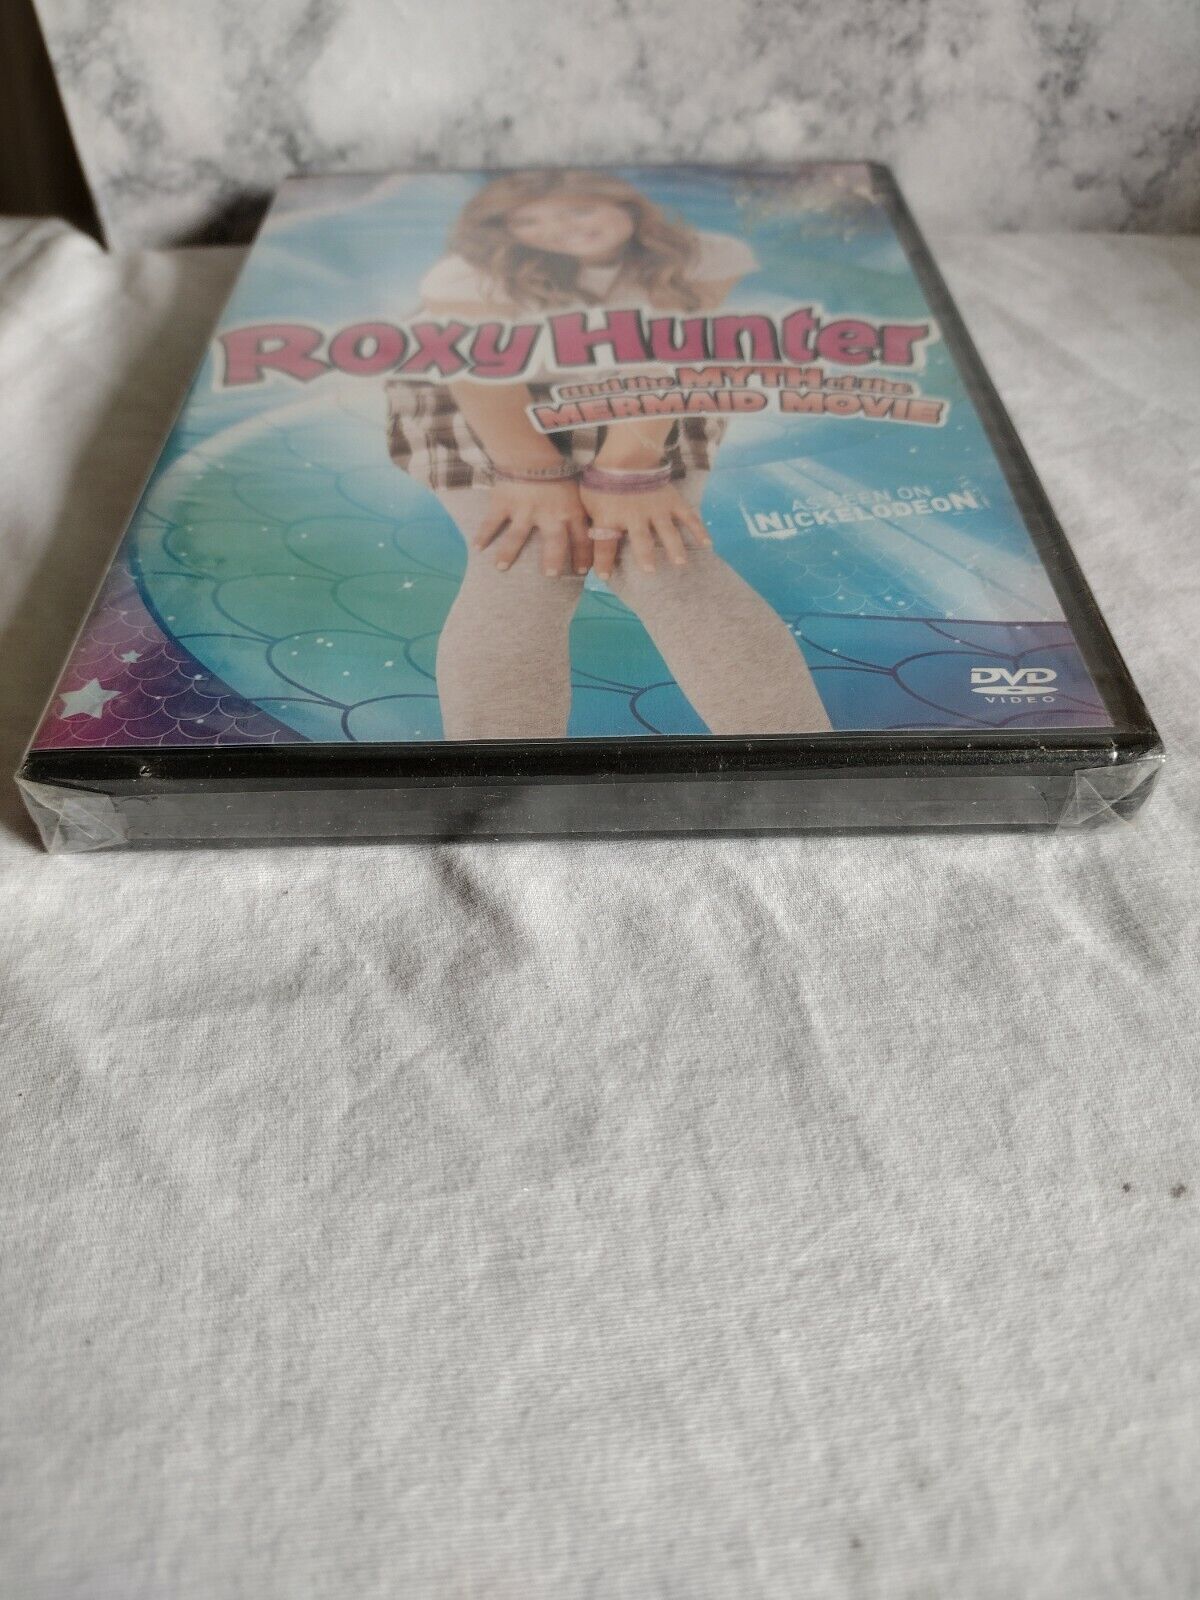 Roxy Hunter
and the MYTH of the
MERMAID MOVIE
AS SEEN ON
NICKELODEON
DVD
VIDEO